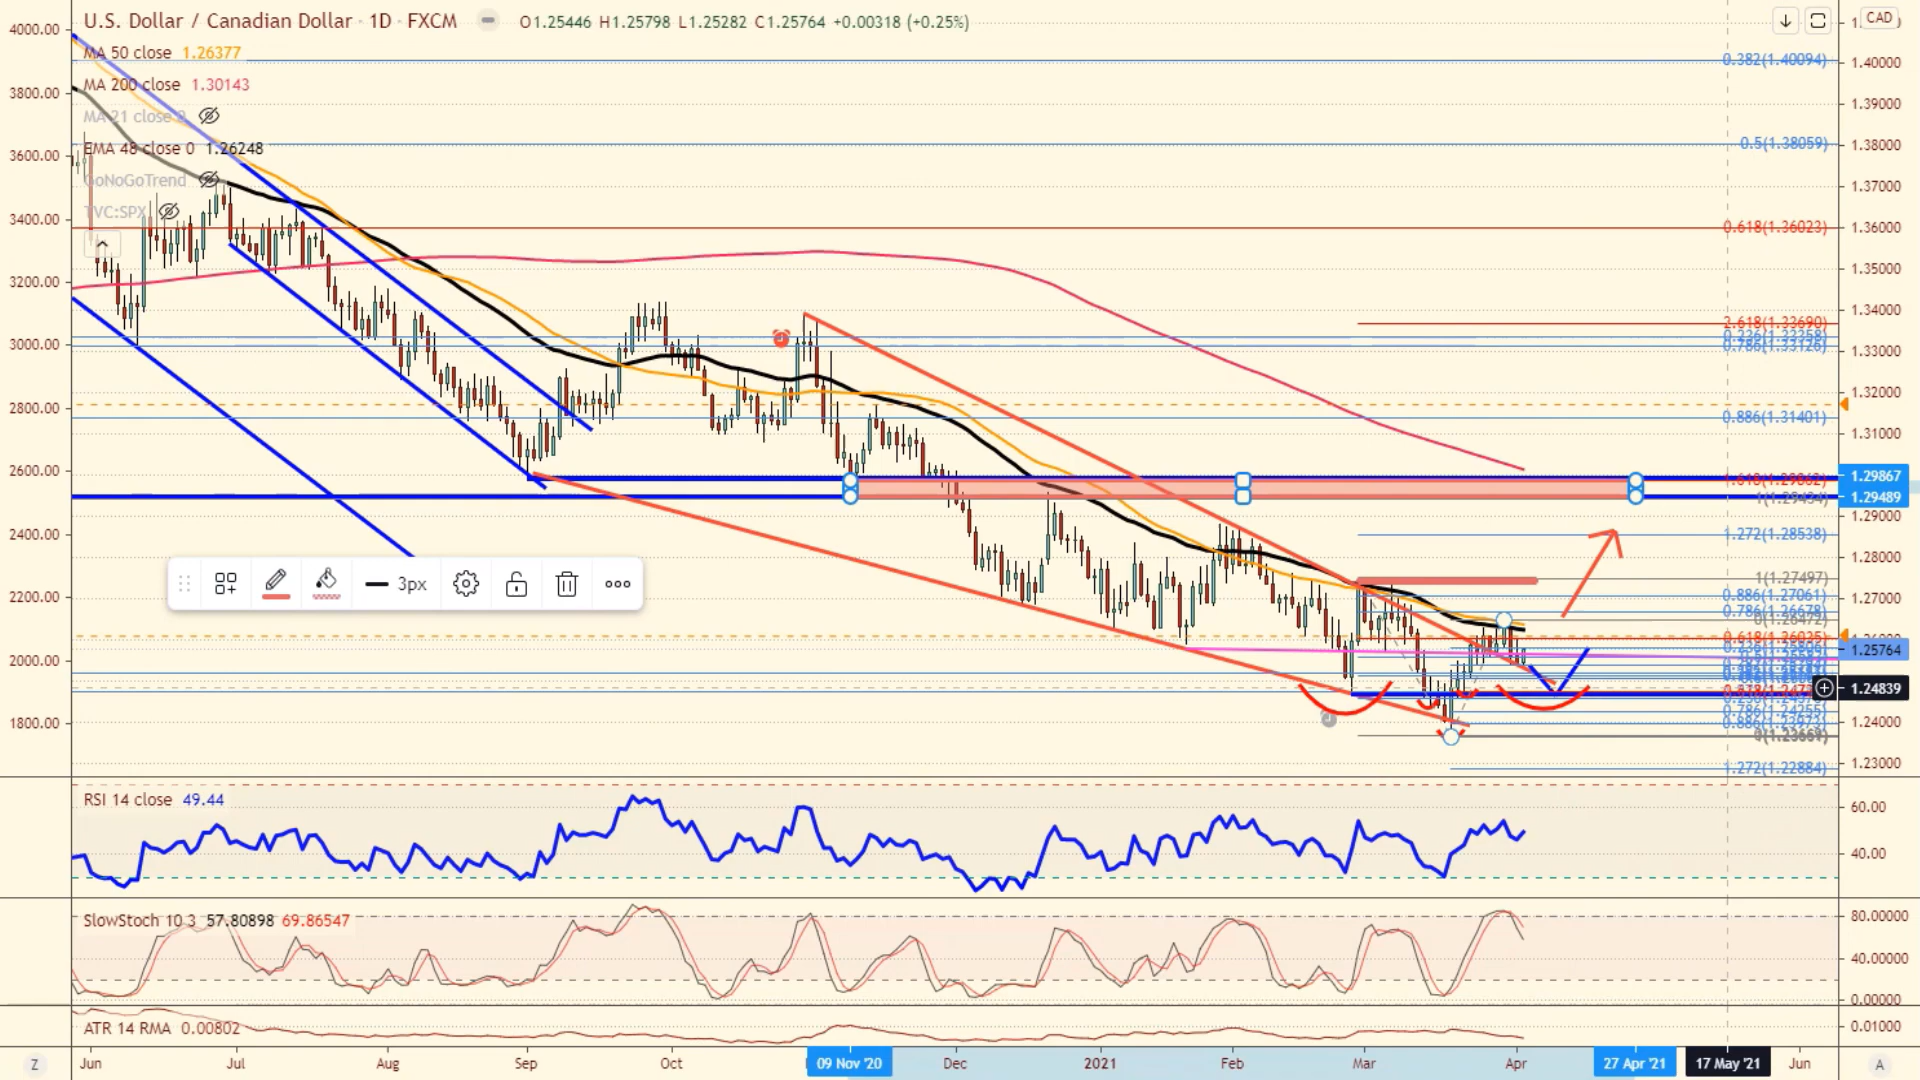 U.S. Dollar / Canadian Dollar · 1D · FXCM
O1.25446 H1.25798 L1.25282 C1.25764 +0.00318 (+0.25%)
CAD
MA 50 close 1.26377
MA 200 close 1.30143
MA 21 close 0
EMA 48 close 0 1.26248
GoNoGoTrend
TVC:SPX
4000.00
3800.00
3600.00
3400.00
3200.00
3000.00
2800.00
2600.00
2400.00
2200.00
2000.00
1800.00
0.382(1.40094)
0.5(1.38059)
0.618(1.36023)
2.618(1.33690)
0.786(1.33126)
0.886(1.31401)
1.618(1.29862)
1(1.29434)
1.272(1.28538)
1(1.27497)
0.886(1.27061)
0.786(1.26678)
0(1.26472)
0.618(1.26025)
0.786(1.24255)
0.886(1.23973)
1.272(1.22884)
1.40000
1.39000
1.38000
1.37000
1.36000
1.35000
1.34000
1.33000
1.32000
1.31000
1.29867
1.29489
1.29000
1.28000
1.27000
1.25764
1.24839
1.24000
1.23000
3px
RSI 14 close 49.44
60.00
40.00
SlowStoch 10 3 57.80898 69.86547
80.00000
40.00000
0.00000
ATR 14 RMA 0.00802
0.01000
Z
Jun
Jul
Aug
Sep
Oct
09 Nov '20
Dec
2021
Feb
Mar
Apr
27 Apr '21
17 May '21
Jun
A